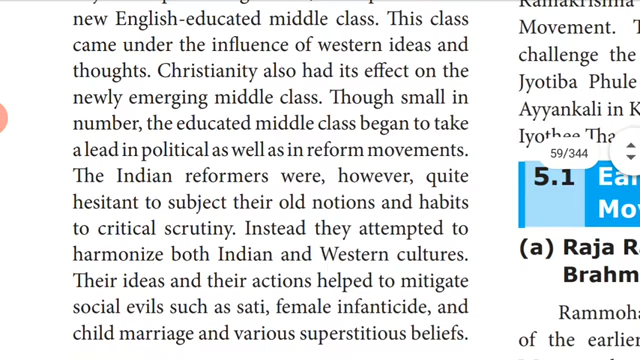 new English-educated middle class. This class
came under the influence of western ideas and
thoughts. Christianity also had its effect on the
newly emerging middle class. Though small in
number, the educated middle class began to take
a lead in political as well as in reform movements.
The Indian reformers were, however, quite
hesitant to subject their old notions and habits
to critical scrutiny. Instead they attempted to
harmonize both Indian and Western cultures.
Their ideas and their actions helped to mitigate
social evils such as sati, female infanticide, and
child marriage and various superstitious beliefs.
Movement. T
challenge the
Jyotiba Phule
Ayyankali in K
Iyothee Tha
59/344
5.1 Ear
Mov
(a) Raja R
Brahm
Rammoha
of the earlier